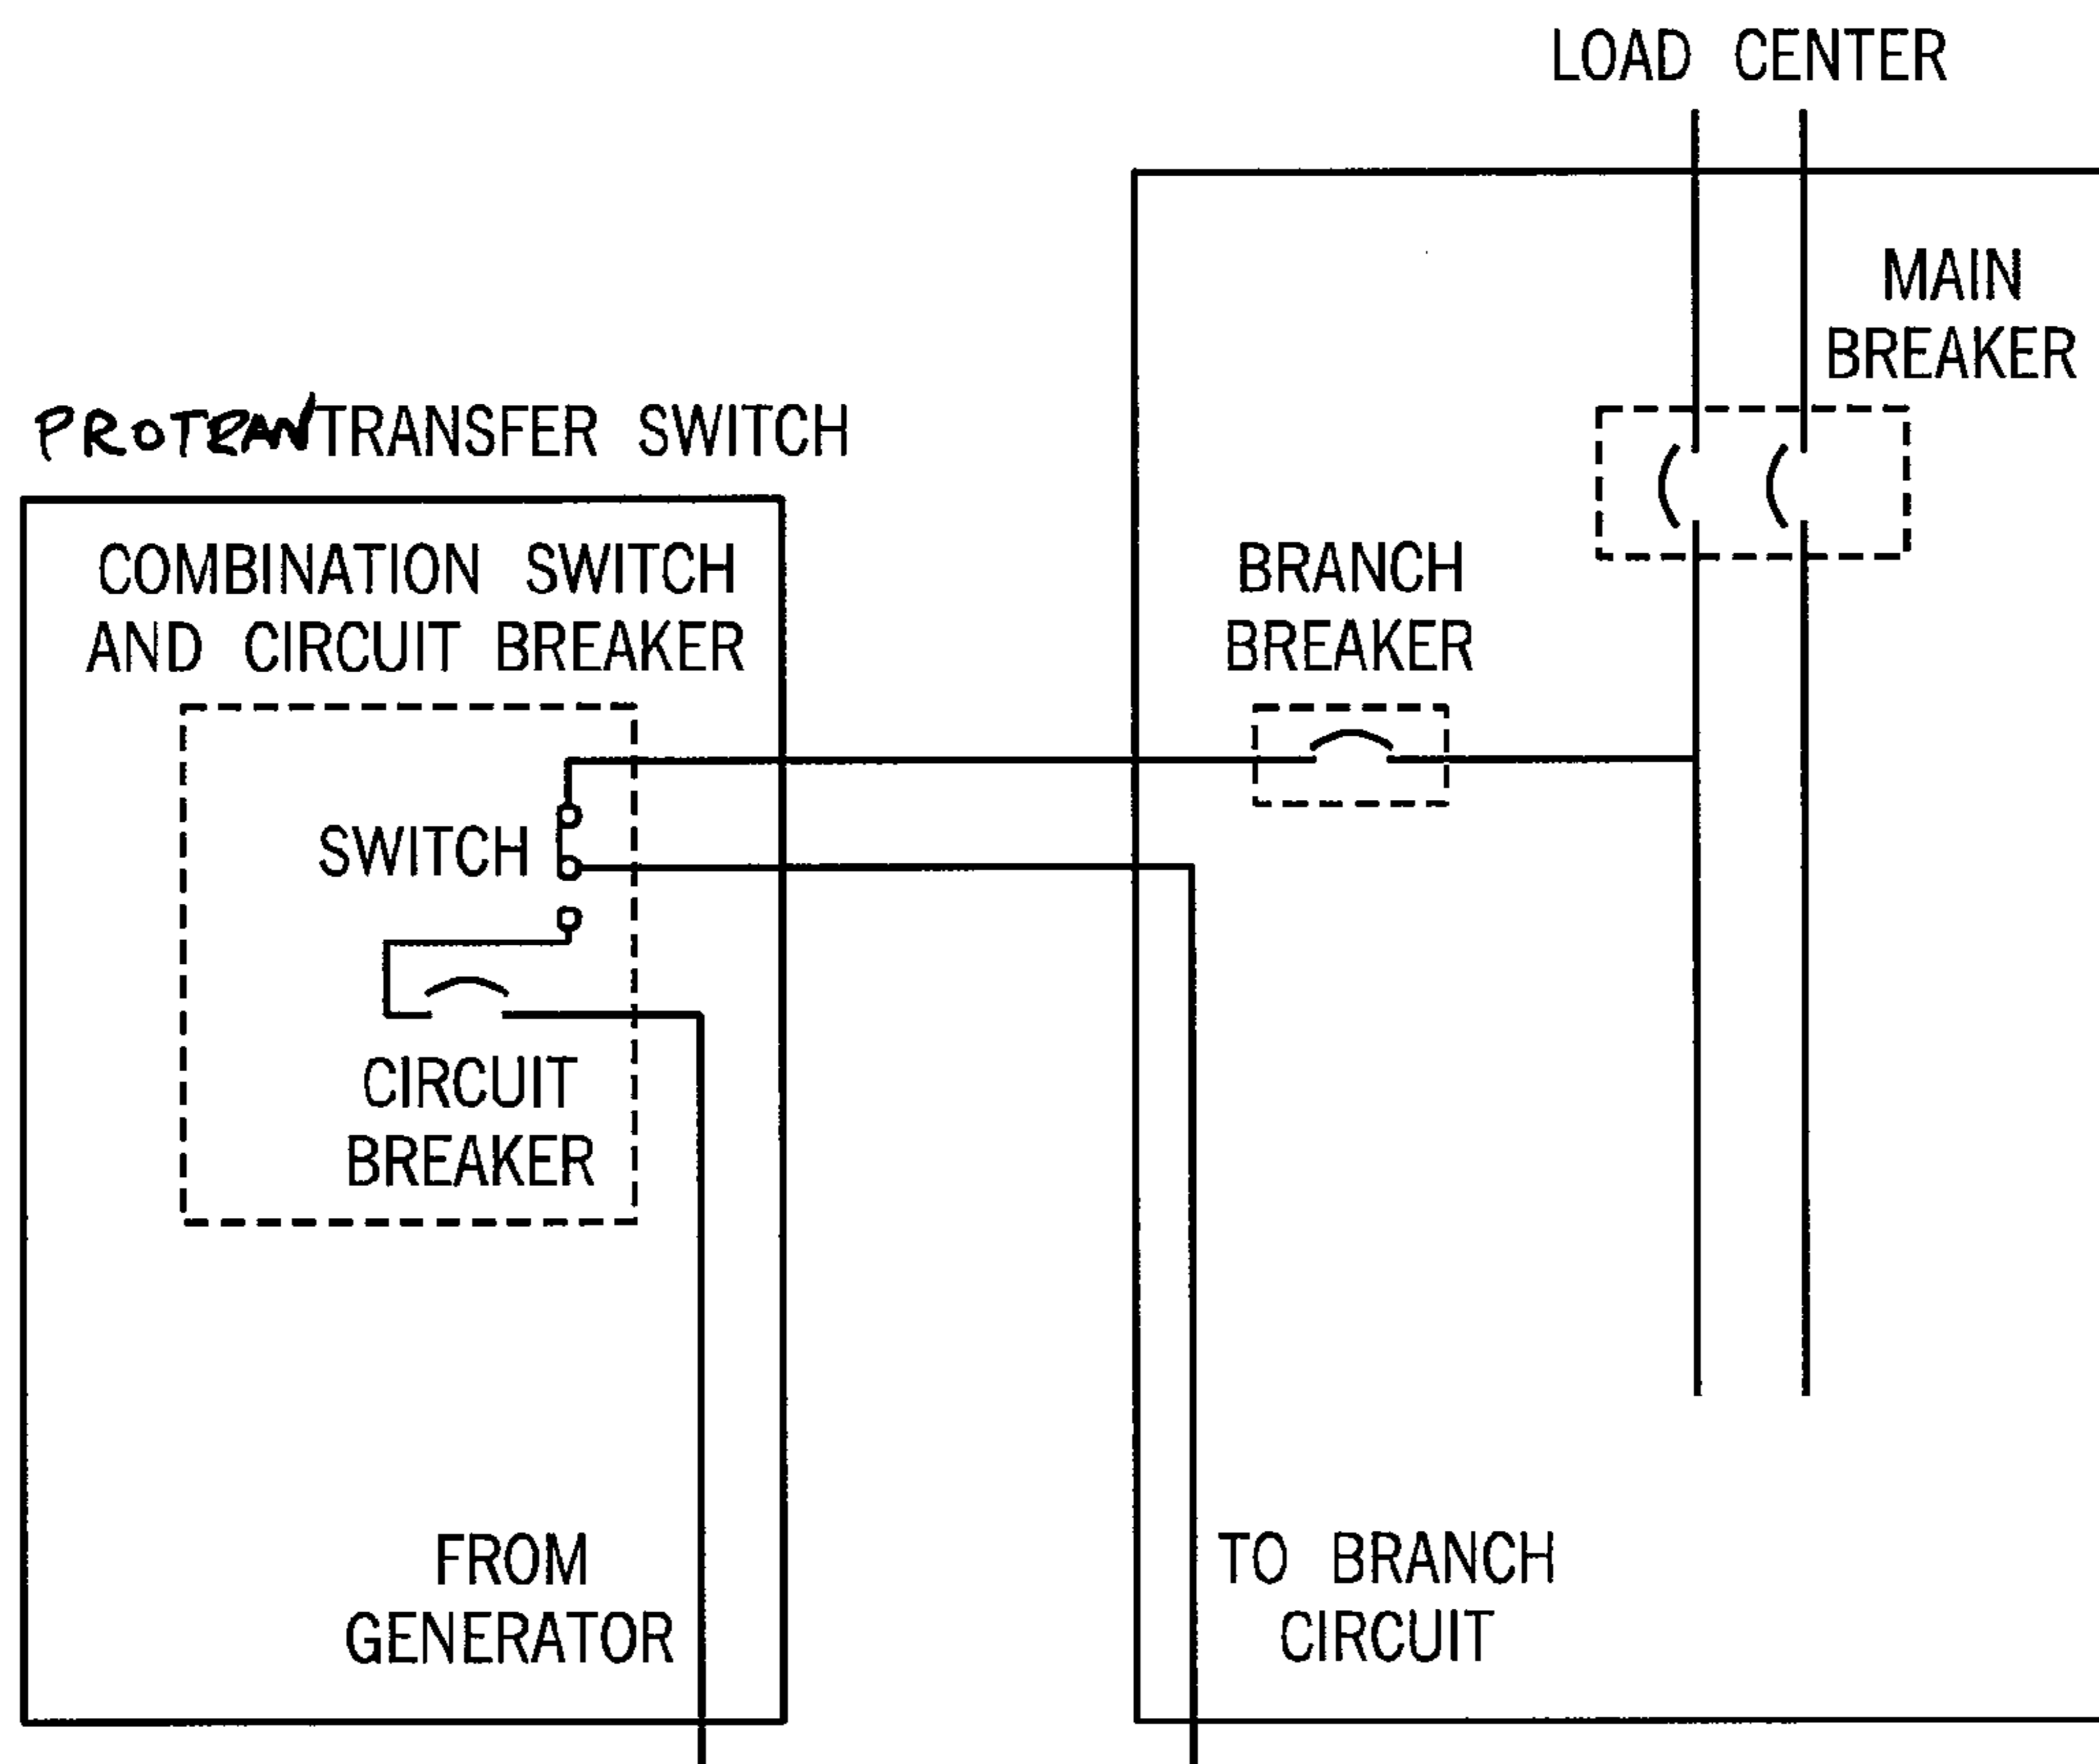 LOAD CENTER
MAIN
BREAKER
PROTRAN TRANSFER SWITCH
COMBINATION SWITCH
AND CIRCUIT BREAKER
BRANCH
BREAKER
SWITCH
CIRCUIT
BREAKER
FROM
GENERATOR
TO BRANCH
CIRCUIT